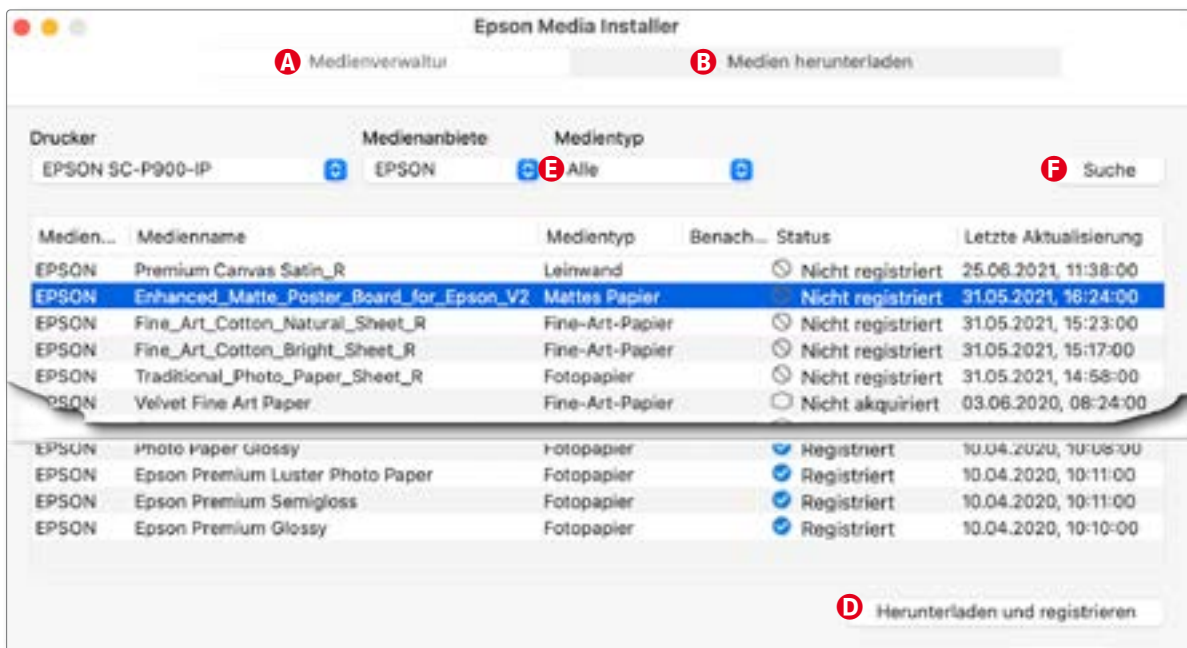 Epson Media Installer
A Medienverwaltur B Medien herunterladen
Drucker Medienanbiete Medientyp
EPSON SC-P900-IP EPSON E Alle F Suche
Medien... Medienname Medientyp Benach... Status Letzte Aktualisierung
EPSON Premium Canvas Satin_R Leinwand Nicht registriert 25.06.2021, 11:38:00
EPSON Enhanced_Matte_Poster_Board_for_Epson_V2 Mattes Papier Nicht registriert 31.05.2021, 16:24:00
EPSON Fine_Art_Cotton_Natural_Sheet_R Fine-Art-Papier Nicht registriert 31.05.2021, 15:23:00
EPSON Fine_Art_Cotton_Bright_Sheet_R Fine-Art-Papier Nicht registriert 31.05.2021, 15:17:00
EPSON Traditional_Photo_Paper_Sheet_R Fotopapier Nicht registriert 31.05.2021, 14:58:00
EPSON Velvet Fine Art Paper Fine-Art-Papier Nicht akquiriert 03.06.2020, 08:24:00
EPSON Photo Paper Glossy Fotopapier Registriert 10.04.2020, 10:08:00
EPSON Epson Premium Luster Photo Paper Fotopapier Registriert 10.04.2020, 10:11:00
EPSON Epson Premium Semigloss Fotopapier Registriert 10.04.2020, 10:11:00
EPSON Epson Premium Glossy Fotopapier Registriert 10.04.2020, 10:10:00
D Herunterladen und registrieren